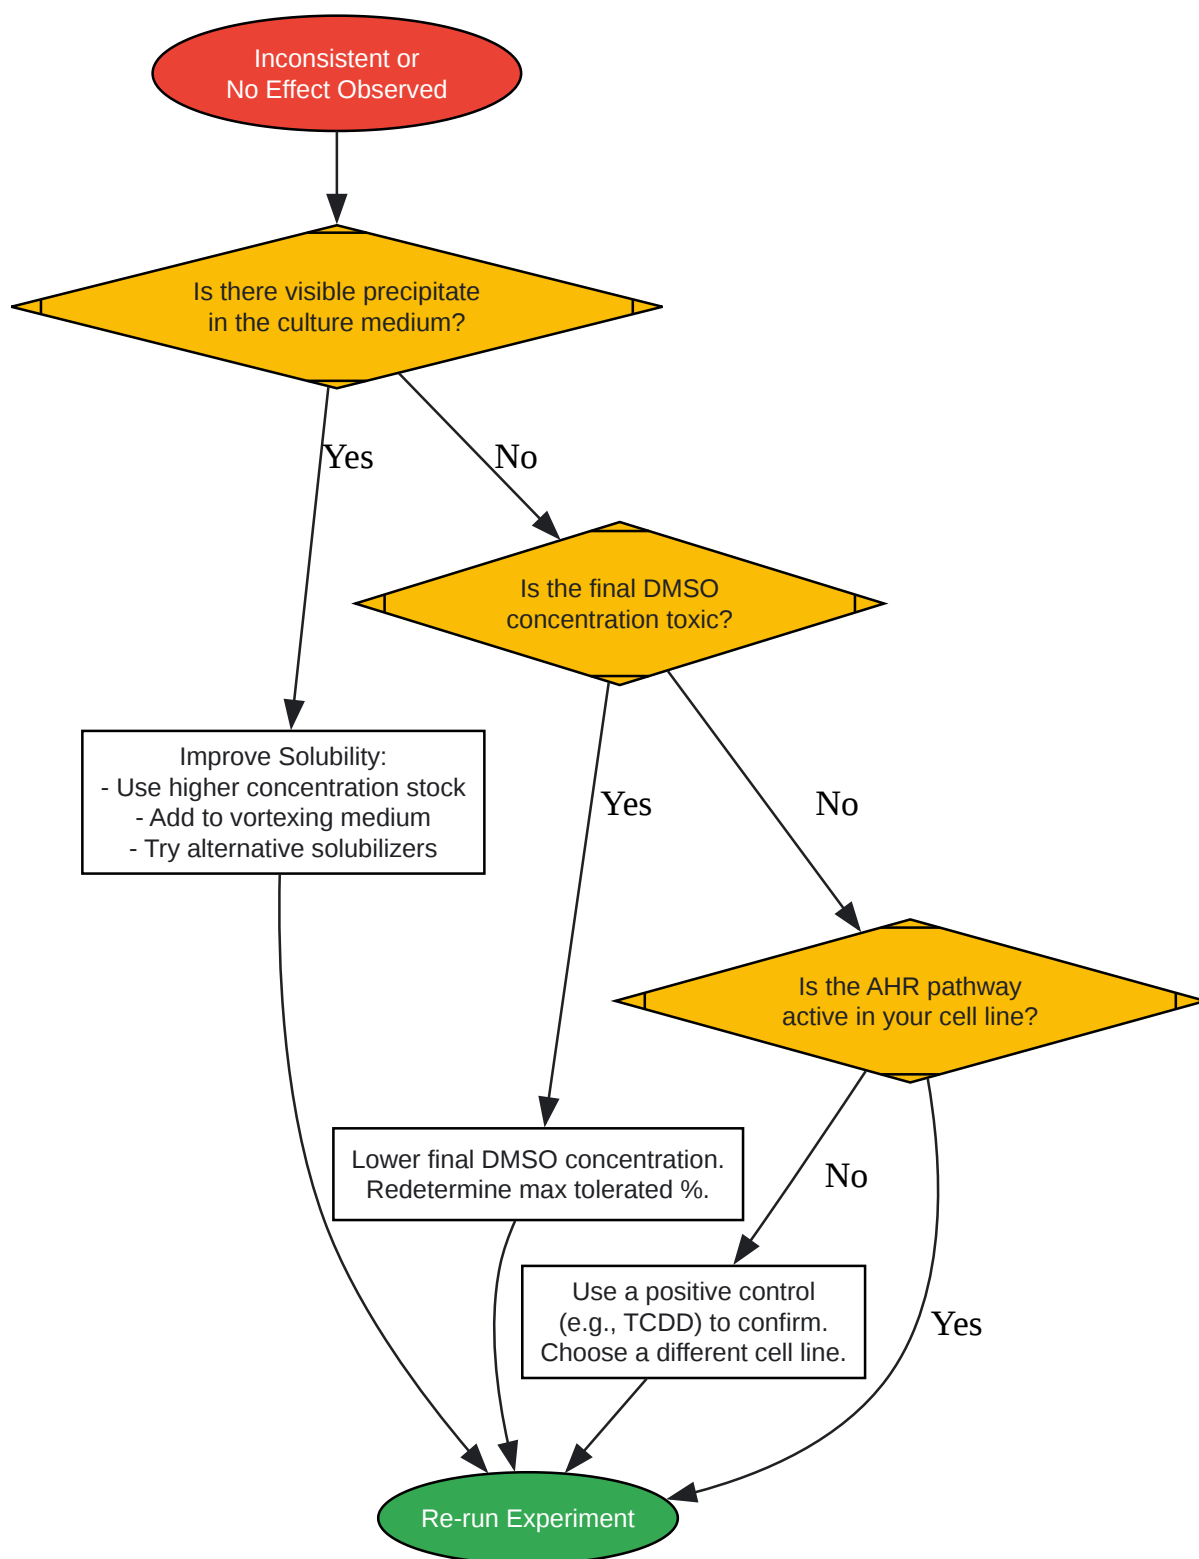 Inconsistent or
No Effect Observed
Is there visible precipitate
in the culture medium?
Yes
No
Is the final DMSO
concentration toxic?
Improve Solubility:
- Use higher concentration stock
- Add to vortexing medium
- Try alternative solubilizers
Yes
No
Is the AHR pathway
active in your cell line?
Lower final DMSO concentration.
Redetermine max tolerated %.
No
Use a positive control
(e.g., TCDD) to confirm.
Choose a different cell line.
Yes
Re-run Experiment